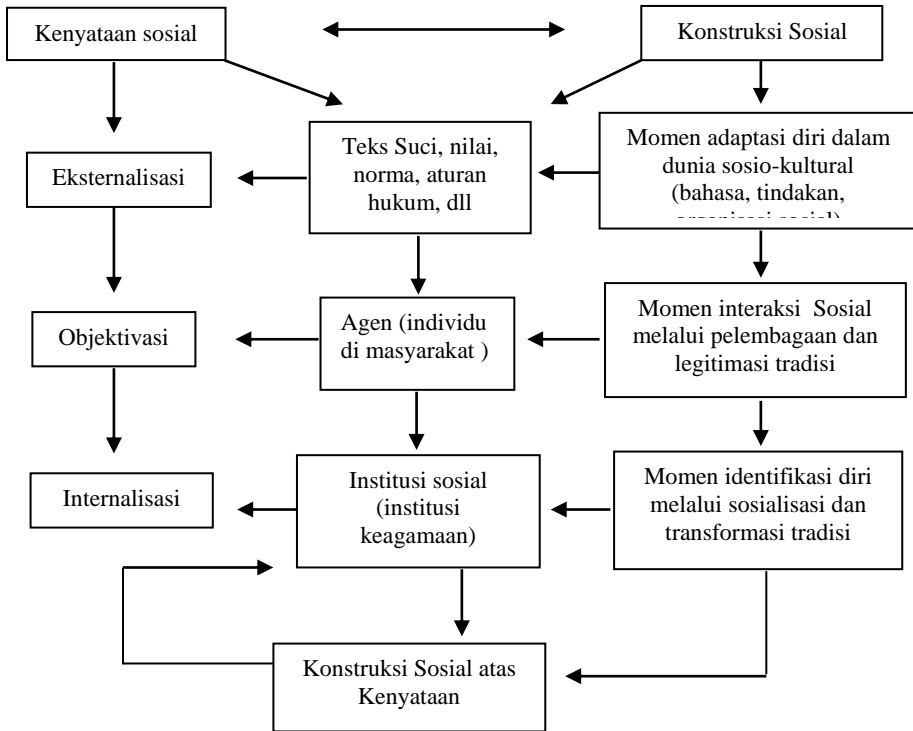 Kenyataan sosial
Konstruksi Sosial
Teks Suci, nilai,
norma, aturan
hukum, dll
Momen adaptasi diri dalam
dunia sosio-kultural
(bahasa, tindakan,
Eksternalisasi
Objektivasi
Agen (individu
di masyarakat )
Momen interaksi  Sosial
melalui pelembagaan dan
legitimasi tradisi
Internalisasi
Institusi sosial
(institusi
keagamaan)
Momen identifikasi diri
melalui sosialisasi dan
transformasi tradisi
Konstruksi Sosial atas
Kenyataan